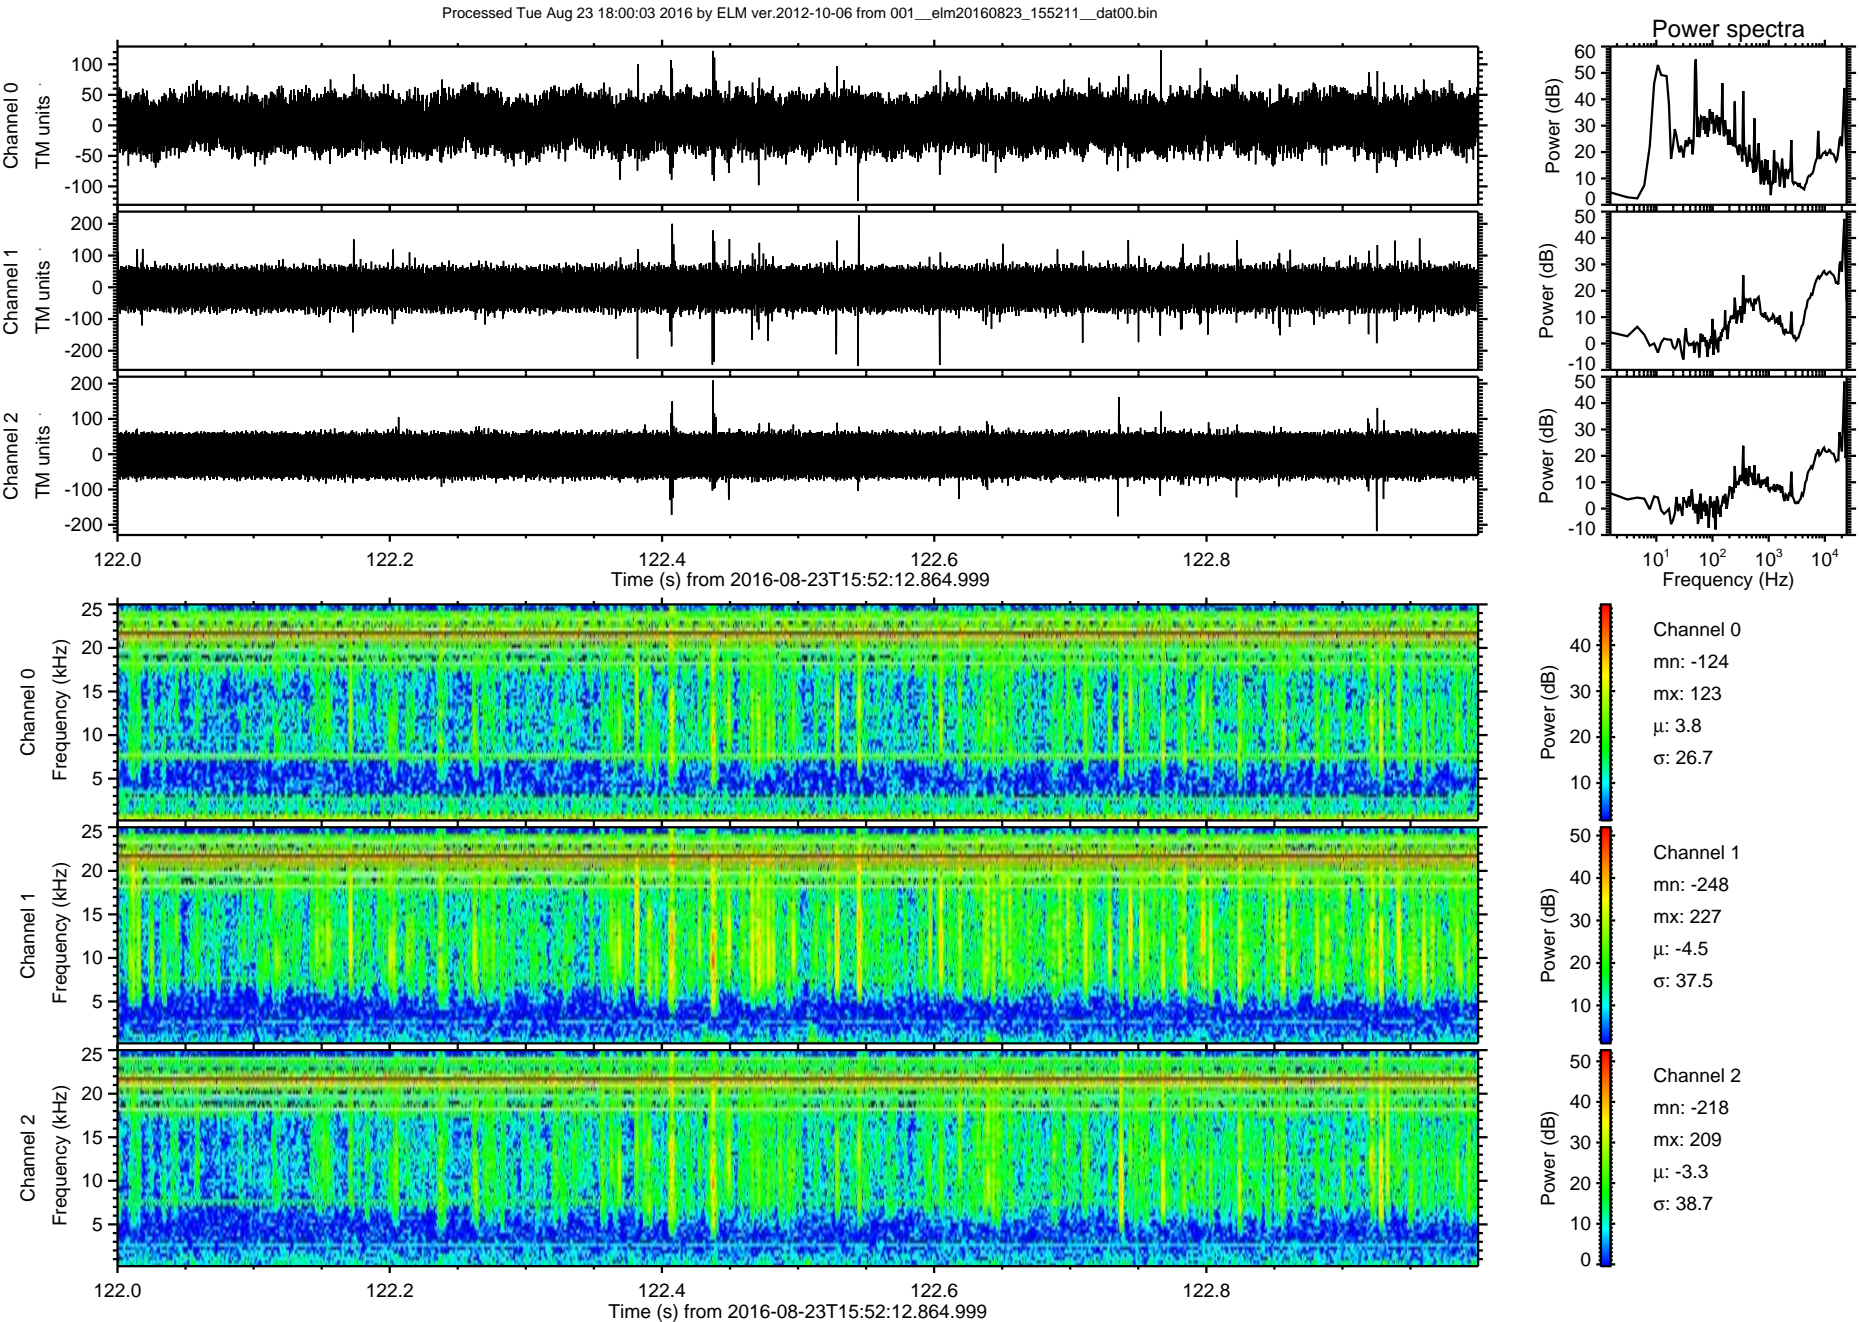 Processed Tue Aug 23 18:00:03 2016 by ELM ver.2012-10-06 from 001__elm20160823_155211__dat00.bin
Power spectra
Channel 0
TM units
100
50
0
-50
-100
Power (dB)
60
50
40
30
20
10
0
Channel 1
TM units
200
100
0
-100
-200
Power (dB)
50
40
30
20
10
0
-10
Channel 2
TM units
200
100
0
-100
-200
Power (dB)
50
40
30
20
10
0
-10
122.0 122.2 122.4 122.6 122.8
Time (s) from 2016-08-23T15:52:12.864.999
10¹ 10² 10³ 10⁴
Frequency (Hz)
Channel 0
Frequency (kHz)
25
20
15
10
5
Power (dB)
40
30
20
10
Channel 0
mn: -124
mx: 123
μ: 3.8
σ: 26.7
Channel 1
Frequency (kHz)
25
20
15
10
5
Power (dB)
50
40
30
20
10
Channel 1
mn: -248
mx: 227
μ: -4.5
σ: 37.5
Channel 2
Frequency (kHz)
25
20
15
10
5
Power (dB)
50
40
30
20
10
0
Channel 2
mn: -218
mx: 209
μ: -3.3
σ: 38.7
122.0 122.2 122.4 122.6 122.8
Time (s) from 2016-08-23T15:52:12.864.999